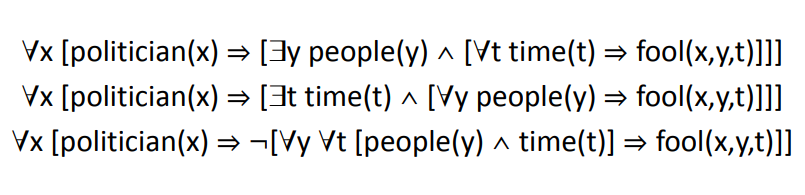 ∀x [politician(x) ⇒ [∃y people(y) ∧ [∀t time(t) ⇒ fool(x,y,t)]]]
∀x [politician(x) ⇒ [∃t time(t) ∧ [∀y people(y) ⇒ fool(x,y,t)]]]
∀x [politician(x) ⇒ ¬[∀y ∀t [people(y) ∧ time(t)] ⇒ fool(x,y,t)]]